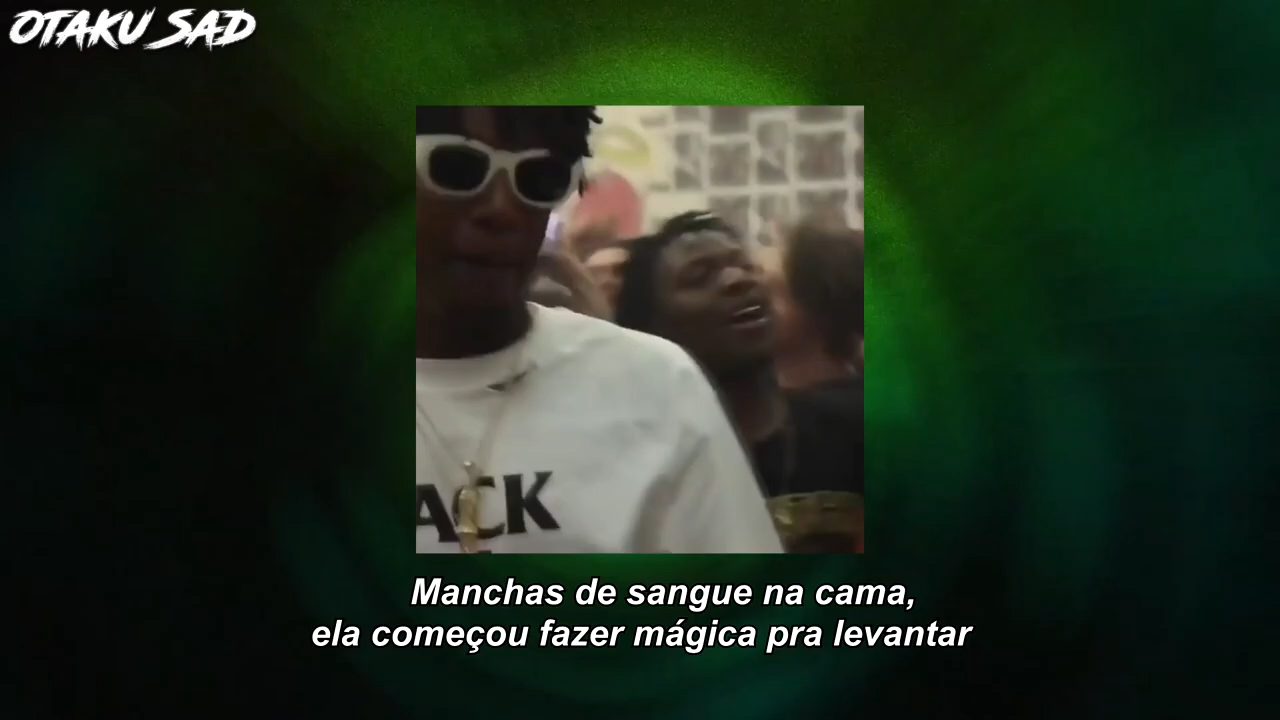 OTAKU SAD
ACK
Manchas de sangue na cama,
ela começou fazer mágica pra levantar